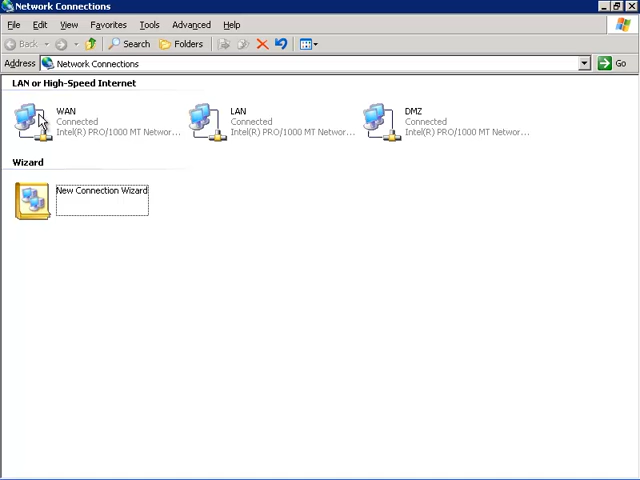 Network Connections
File Edit View Favorites Tools Advanced Help
Back Search Folders
Address Network Connections Go
LAN or High-Speed Internet
WAN
Connected
Intel(R) PRO/1000 MT Networ...
LAN
Connected
Intel(R) PRO/1000 MT Networ...
DMZ
Connected
Intel(R) PRO/1000 MT Networ...
Wizard
New Connection Wizard